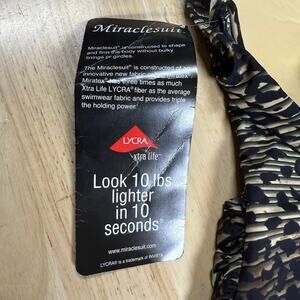 Miraclesuit®
Miraclesuit® is constructed to shape
and firm the body without bulky
linings or girdles.
The Miraclesuit® is constructed of an
innovative new fabric called Miratex®.
Miratex® has three times as much
Xtra Life LYCRA® fiber as the average
swimwear fabric and provides triple
the holding power.
LYCRA
xtra life™
Look 10 lbs
lighter
in 10
seconds®
www.miraclesuit.com
LYCRA® is a trademark of INVISTA